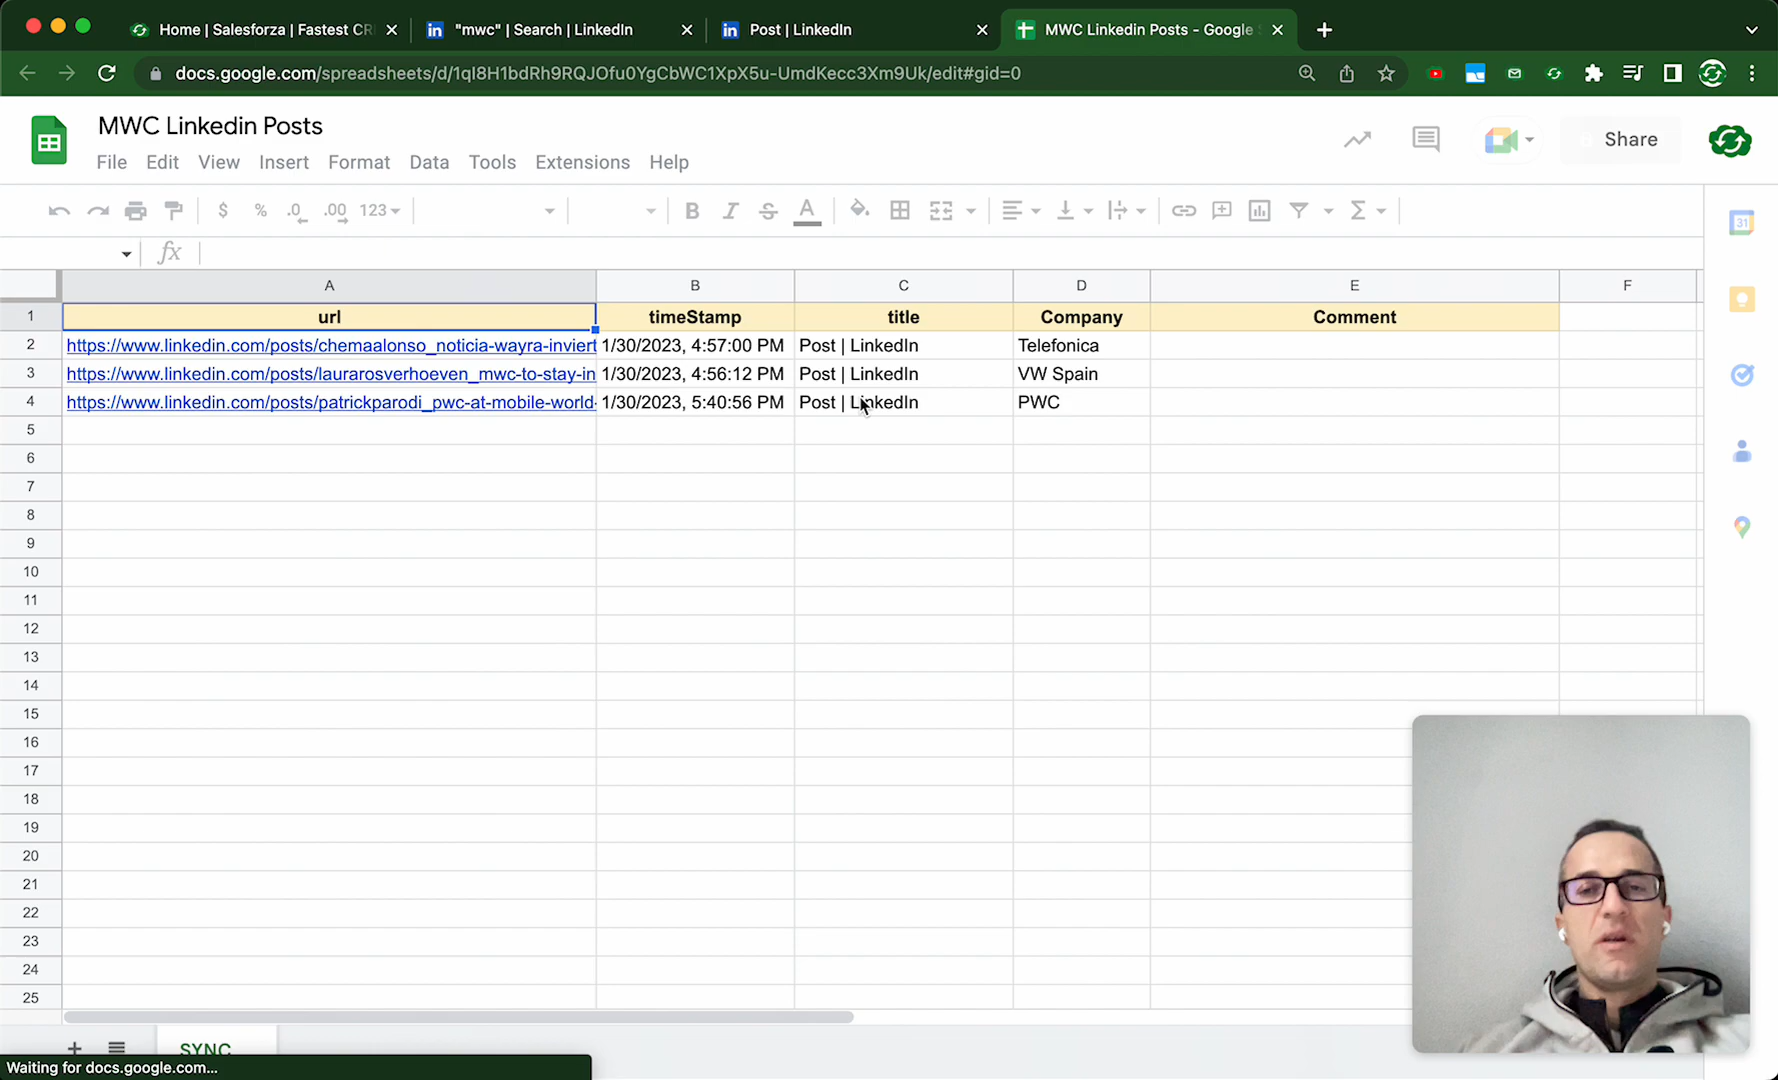 Home | Salesforza | Fastest CR
"mwc" | Search | LinkedIn
Post | LinkedIn
MWC Linkedin Posts - Google S
docs.google.com/spreadsheets/d/1qI8H1bdRh9RQJOfu0YgCbWC1XpX5u-UmdKecc3Xm9Uk/edit#gid=0
MWC Linkedin Posts
File Edit View Insert Format Data Tools Extensions Help
Share
$ % .0 .00 123 B I S A
31
fx
A B C D E F
1 url timeStamp title Company Comment
2 https://www.linkedin.com/posts/chemaalonso_noticia-wayra-inviert 1/30/2023, 4:57:00 PM Post | LinkedIn Telefonica
3 https://www.linkedin.com/posts/laurarosverhoeven_mwc-to-stay-in 1/30/2023, 4:56:12 PM Post | LinkedIn VW Spain
4 https://www.linkedin.com/posts/patrickparodi_pwc-at-mobile-world- 1/30/2023, 5:40:56 PM Post | LinkedIn PWC
5
6
7
8
9
10
11
12
13
14
15
16
17
18
19
20
21
22
23
24
25
SYNC
Waiting for docs.google.com...